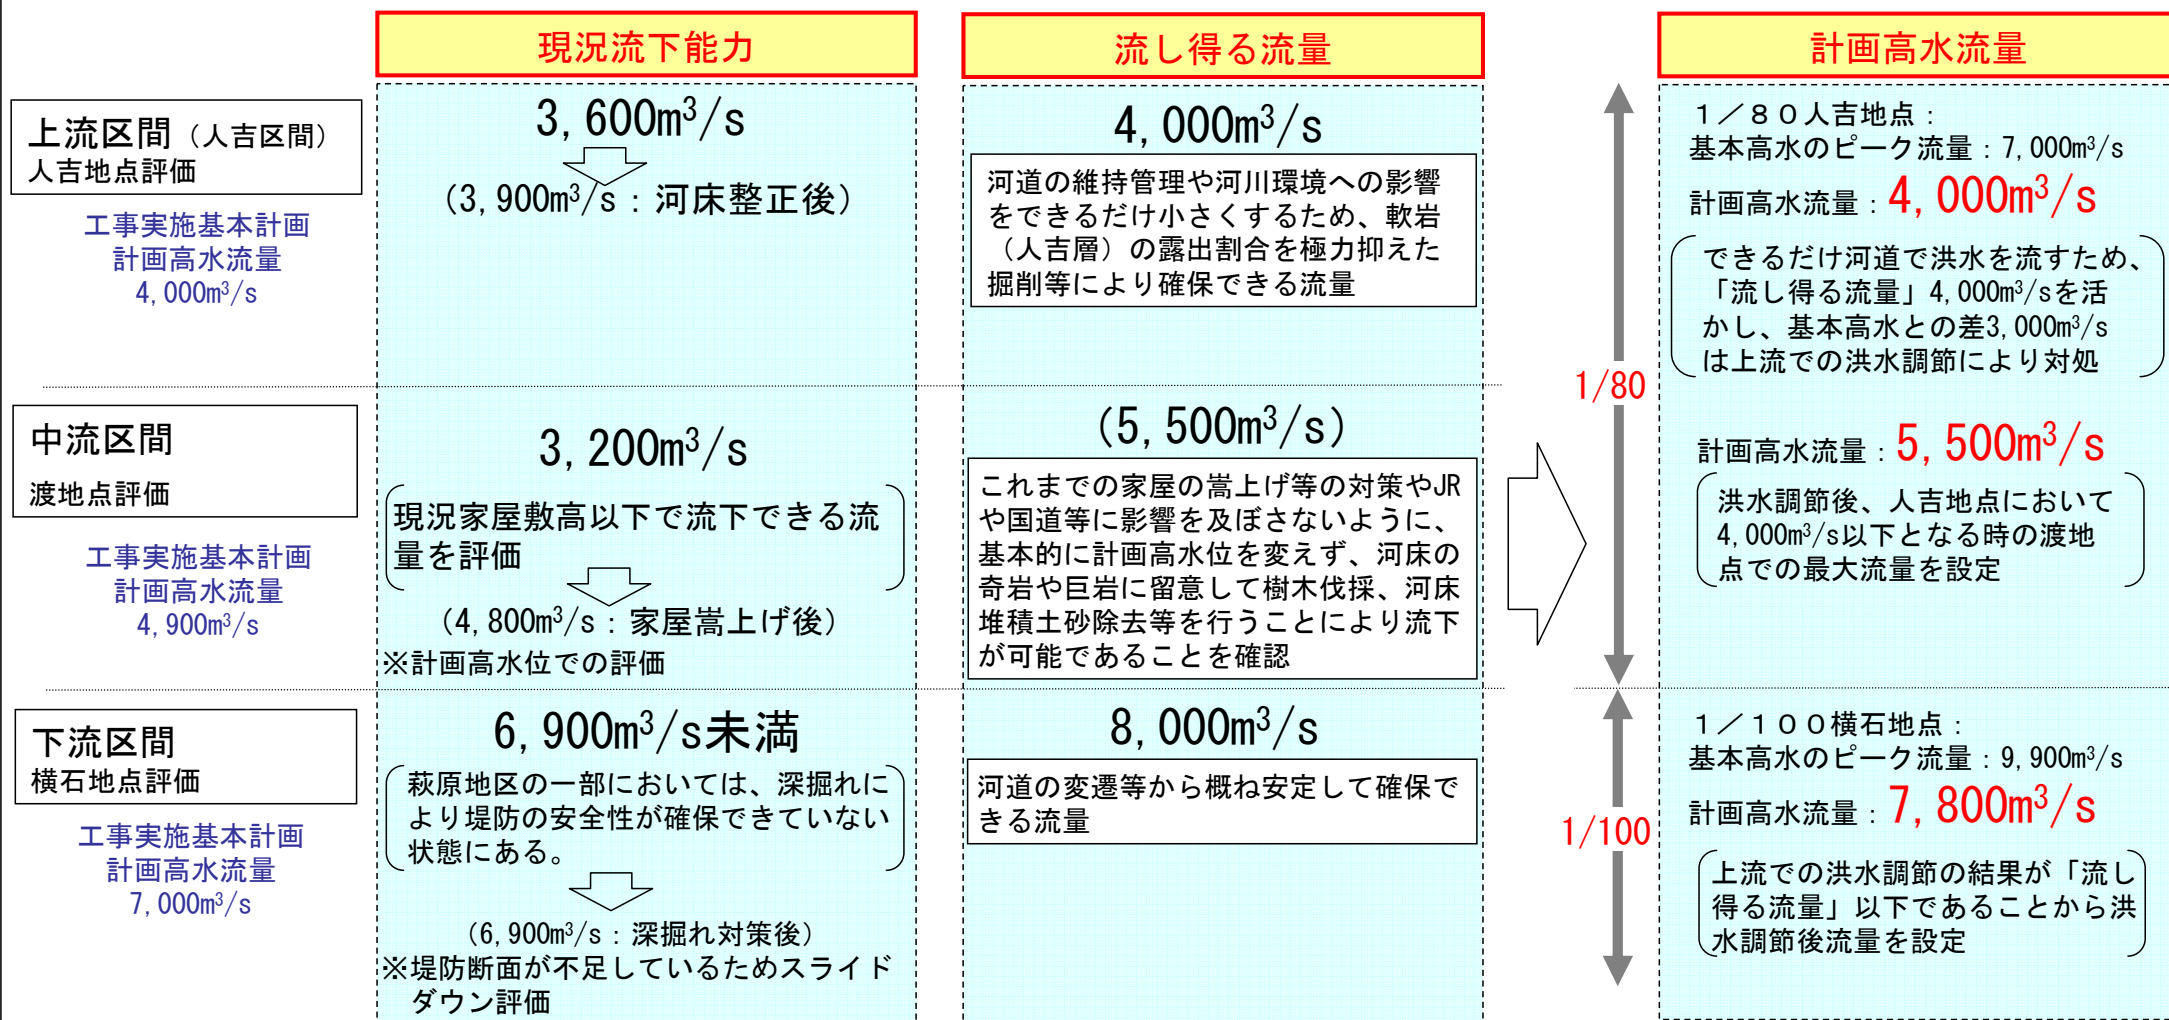 現況流下能力
流し得る流量
計画高水流量
上流区間（人吉区間）
人吉地点評価
工事実施基本計画
計画高水流量
4,000m³/s
3,600m³/s
(3,900m³/s：河床整正後)
4,000m³/s
河道の維持管理や河川環境への影響
をできるだけ小さくするため、軟岩
（人吉層）の露出割合を極力抑えた
掘削等により確保できる流量
1/80
１／８０人吉地点：
基本高水のピーク流量：7,000m³/s
計画高水流量：4,000m³/s
できるだけ河道で洪水を流すため、
「流し得る流量」4,000m³/sを活
かし、基本高水との差3,000m³/s
は上流での洪水調節により対処
中流区間
渡地点評価
工事実施基本計画
計画高水流量
4,900m³/s
3,200m³/s
現況家屋敷高以下で流下できる流
量を評価
(4,800m³/s：家屋嵩上げ後)
※計画高水位での評価
(5,500m³/s)
これまでの家屋の嵩上げ等の対策やJR
や国道等に影響を及ぼさないように、
基本的に計画高水位を変えず、河床の
奇岩や巨岩に留意して樹木伐採、河床
堆積土砂除去等を行うことにより流下
が可能であることを確認
計画高水流量：5,500m³/s
洪水調節後、人吉地点において
4,000m³/s以下となる時の渡地
点での最大流量を設定
下流区間
横石地点評価
工事実施基本計画
計画高水流量
7,000m³/s
6,900m³/s未満
萩原地区の一部においては、深掘れに
より堤防の安全性が確保できていない
状態にある。
(6,900m³/s：深掘れ対策後)
※堤防断面が不足しているためスライド
ダウン評価
8,000m³/s
河道の変遷等から概ね安定して確保で
きる流量
1/100
１／１００横石地点：
基本高水のピーク流量：9,900m³/s
計画高水流量：7,800m³/s
上流での洪水調節の結果が「流し
得る流量」以下であることから洪
水調節後流量を設定